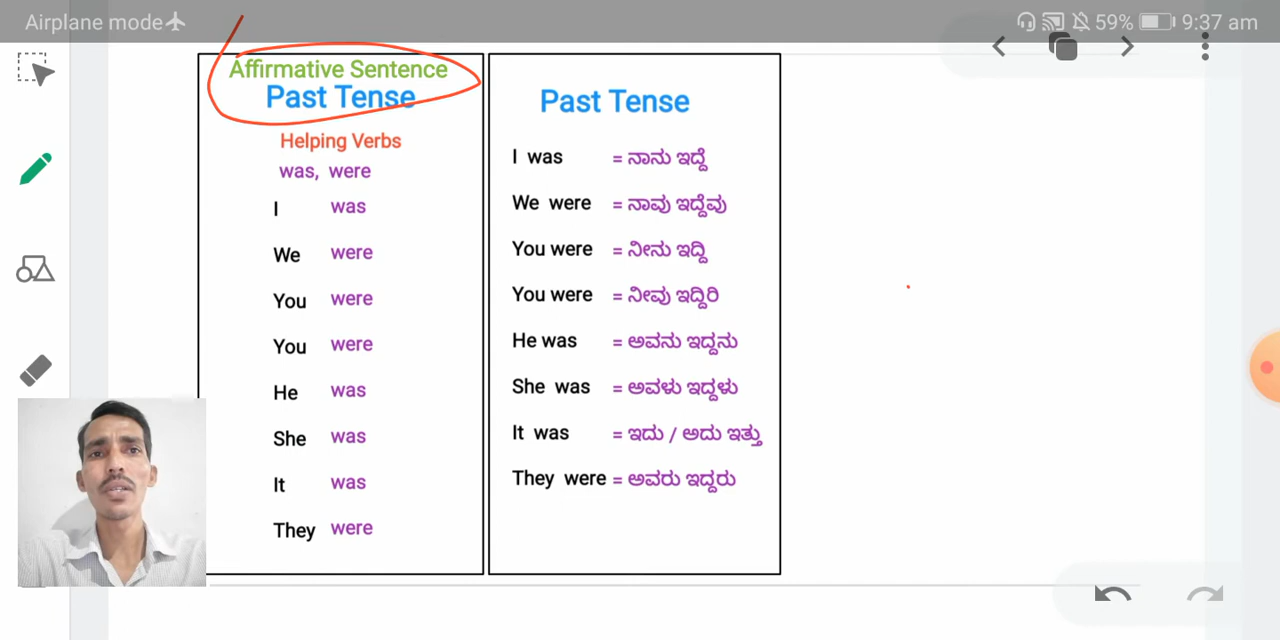 Airplane mode
59% 9:37 am
Affirmative Sentence
Past Tense
Helping Verbs
was, were
I was
We were
You were
You were
He was
She was
It was
They were
Past Tense
I was = ನಾನು ಇದ್ದೆ
We were = ನಾವು ಇದ್ದೆವು
You were = ನೀನು ಇದ್ದಿ
You were = ನೀವು ಇದ್ದಿರಿ
He was = ಅವನು ಇದ್ದನು
She was = ಅವಳು ಇದ್ದಳು
It was = ಇದು / ಅದು ಇತ್ತು
They were = ಅವರು ಇದ್ದರು